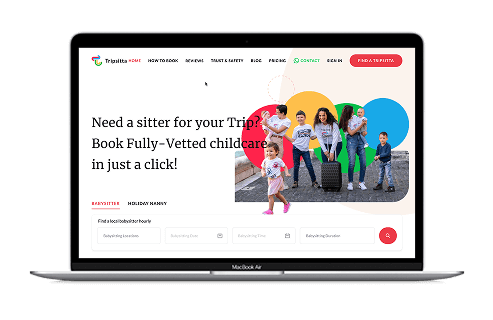 Tripsitta HOME HOW TO BOOK REVIEWS TRUST & SAFETY BLOG PRICING CONTACT SIGN IN FIND A TRIPSITTA
Need a sitter for your Trip?
Book Fully-Vetted childcare
in just a click!
BABYSITTER HOLIDAY NANNY
Find a local babysitter hourly
Babysitting Locations Babysitting Date Babysitting Time Babysitting Duration
MacBook Air